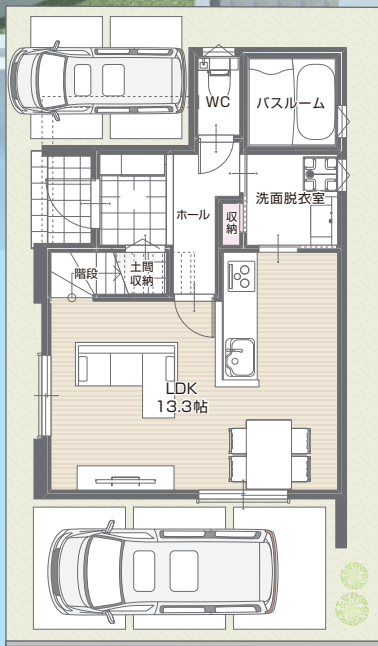 WC
バスルーム
洗面脱衣室
ホール
収納
階段
土間
収納
LDK
13.3帖